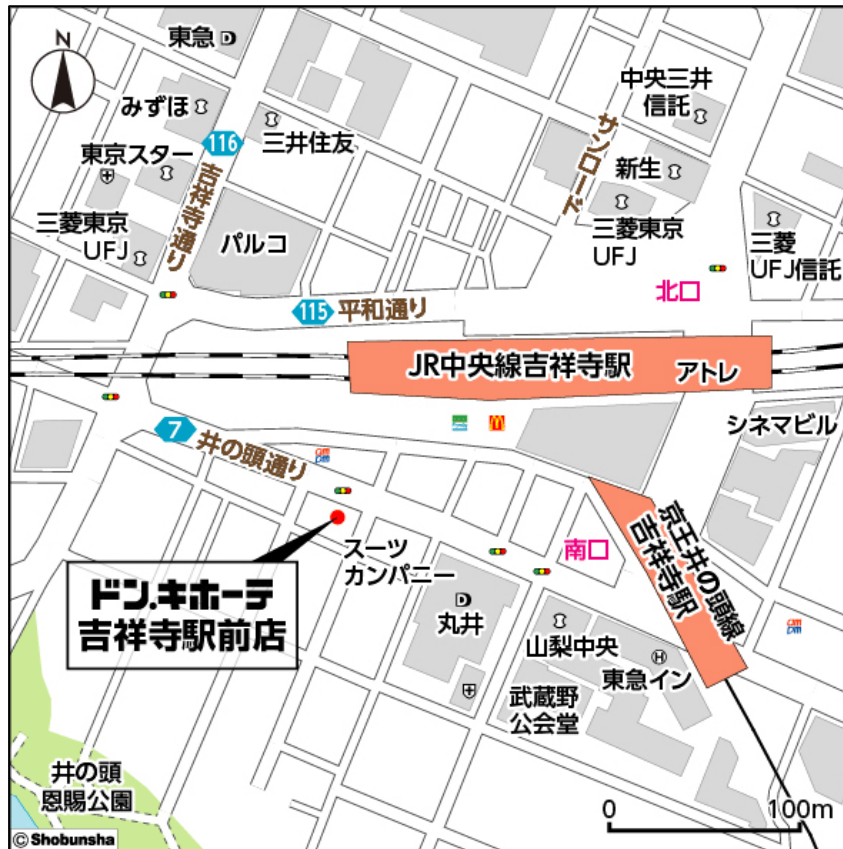 東急
N
みずほ
116
三井住友
中央三井
信託
サンロード
東京スター
吉祥寺通り
新生
三菱東京
UFJ
パルコ
三菱東京
UFJ
三菱
UFJ信託
北口
115
平和通り
JR中央線吉祥寺駅
アトレ
シネマビル
7
井の頭通り
am
pm
京王井の頭線
吉祥寺駅
南口
スーツ
カンパニー
ドン.キホーテ
吉祥寺駅前店
丸井
山梨中央
東急イン
am
pm
武蔵野
公会堂
井の頭
恩賜公園
0
100m
© Shobunsha